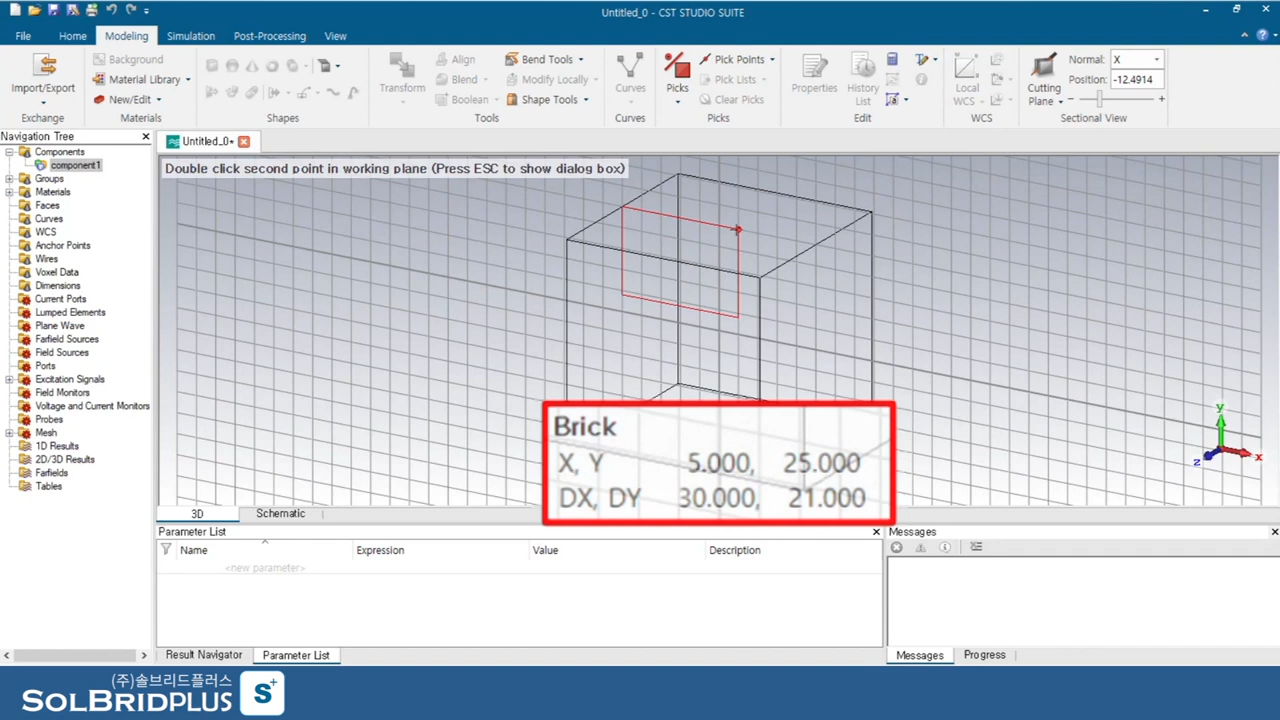 Untitled_0 - CST STUDIO SUITE
File Home Modeling Simulation Post-Processing View
Import/Export
Exchange
Background
Material Library
New/Edit
Materials
Shapes
Transform
Align
Blend
Boolean
Bend Tools
Modify Locally
Shape Tools
Tools
Curves
Curves
Picks
Pick Points
Pick Lists
Clear Picks
Picks
Properties
History
List
Edit
Local
WCS
WCS
Cutting
Plane
Normal: X
Position: -12.4914
Sectional View
Navigation Tree
Components
component1
Groups
Materials
Faces
Curves
WCS
Anchor Points
Wires
Voxel Data
Dimensions
Current Ports
Lumped Elements
Plane Wave
Farfield Sources
Field Sources
Ports
Excitation Signals
Field Monitors
Voltage and Current Monitors
Probes
Mesh
1D Results
2D/3D Results
Farfields
Tables
Untitled_0*
Double click second point in working plane (Press ESC to show dialog box)
Brick
X, Y 5.000, 25.000
DX, DY 30.000, 21.000
y
z
x
3D Schematic
Parameter List
Name Expression Value Description
<new parameter>
Result Navigator Parameter List
Messages
Messages Progress
(주)솔브리드플러스
SOLBRIDPLUS
S+